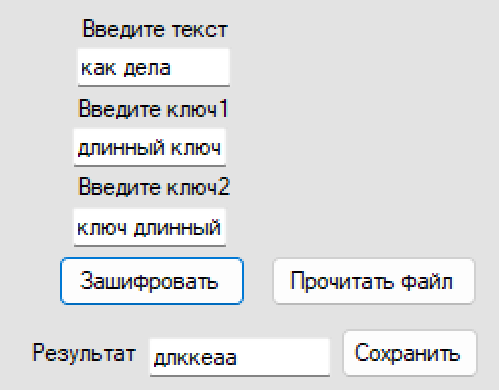 Введите текст
как дела
Введите ключ1
длинный ключ
Введите ключ2
ключ длинный
Зашифровать Прочитать файл
Результат длккеаа Сохранить